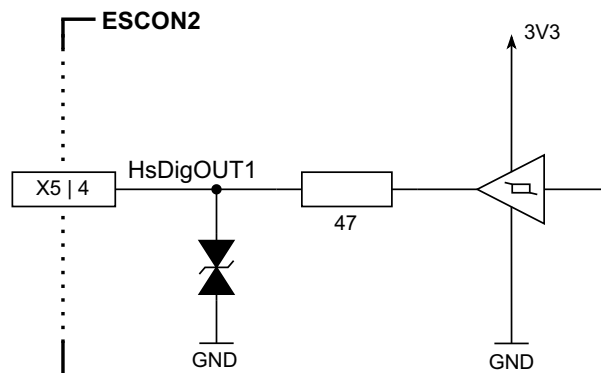 ESCON2
3V3
HsDigOUT1
X5 | 4
47
GND
GND